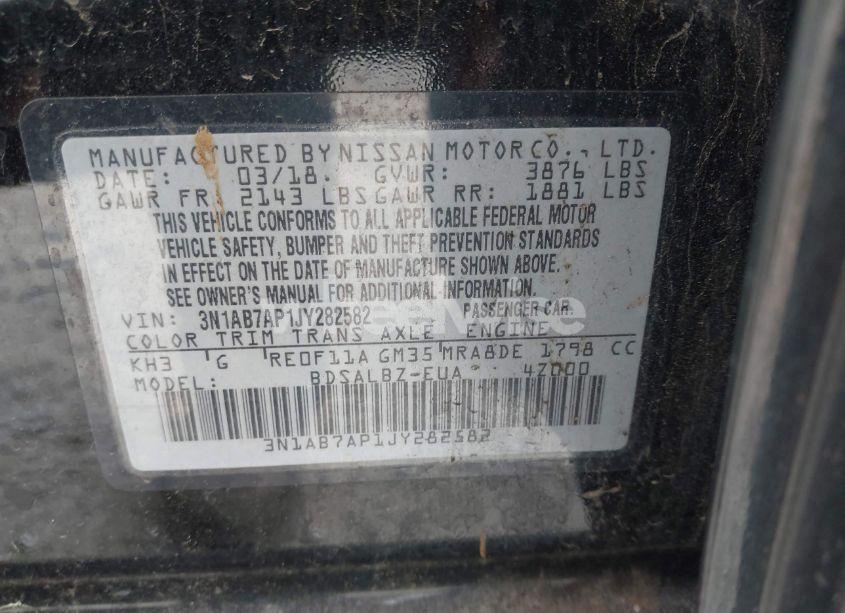 MANUFACTURED BY NISSAN MOTOR CO., LTD.
DATE: 03/18. GVWR: 3876 LBS
GAWR FR. 2143 LBS GAWR RR: 1881 LBS
THIS VEHICLE CONFORMS TO ALL APPLICABLE FEDERAL MOTOR
VEHICLE SAFETY, BUMPER AND THEFT PREVENTION STANDARDS
IN EFFECT ON THE DATE OF MANUFACTURE SHOWN ABOVE.
SEE OWNER'S MANUAL FOR ADDITIONAL INFORMATION.
VIN: 3N1AB7AP1JY282582 PASSENGER CAR.
COLOR TRIM TRANS AXLE ENGINE
KH3 G RE0F11A GM35 MRA8DE 1798 CC
MODEL: BDSALBZ-EUA 4Z000
3N1AB7AP1JY282582